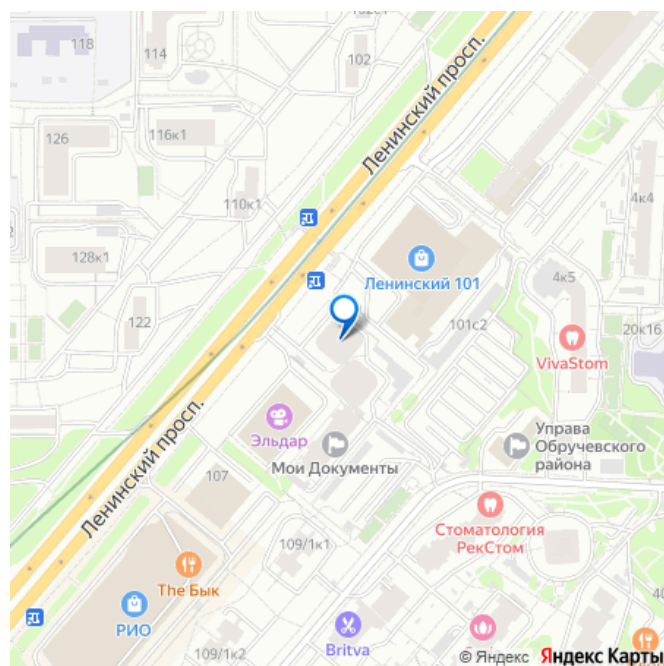 118
114
102
Ленинский просп.
126
116к1
110к1
4к4
128к1
Ленинский 101
4к5
122
101с2
20к16
VivaStom
Ленинский просп.
Эльдар
Мои Документы
Управа
Обручевского
района
107
Стоматология
РекСтом
109/1к1
The Бык
РИО
109/1к2
Britva
© Яндекс Яндекс Карты